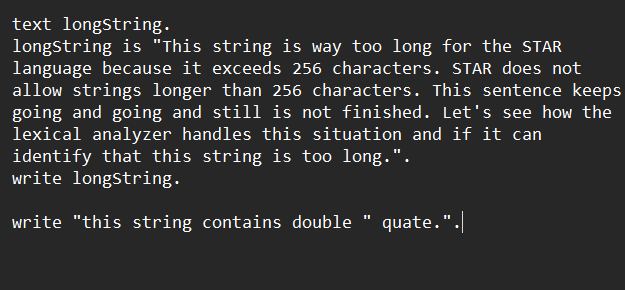 text longString.
longString is "This string is way too long for the STAR
language because it exceeds 256 characters. STAR does not
allow strings longer than 256 characters. This sentence keeps
going and going and still is not finished. Let's see how the
lexical analyzer handles this situation and if it can
identify that this string is too long.".
write longString.
write "this string contains double " quate.".